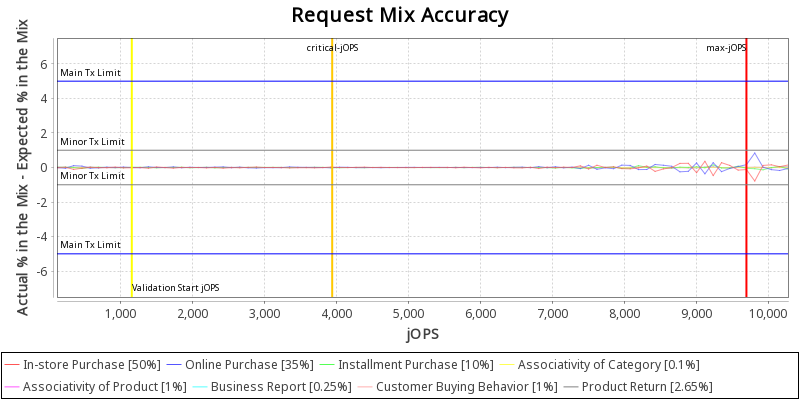 Request Mix Accuracy
Actual % in the Mix - Expected % in the Mix
critical-jOPS
max-jOPS
6
Main Tx Limit
4
2
Minor Tx Limit
0
Minor Tx Limit
-2
-4
Main Tx Limit
-6
Validation Start jOPS
1,000 2,000 3,000 4,000 5,000 6,000 7,000 8,000 9,000 10,000
jOPS
In-store Purchase [50%] Online Purchase [35%] Installment Purchase [10%] Associativity of Category [0.1%]
Associativity of Product [1%] Business Report [0.25%] Customer Buying Behavior [1%] Product Return [2.65%]